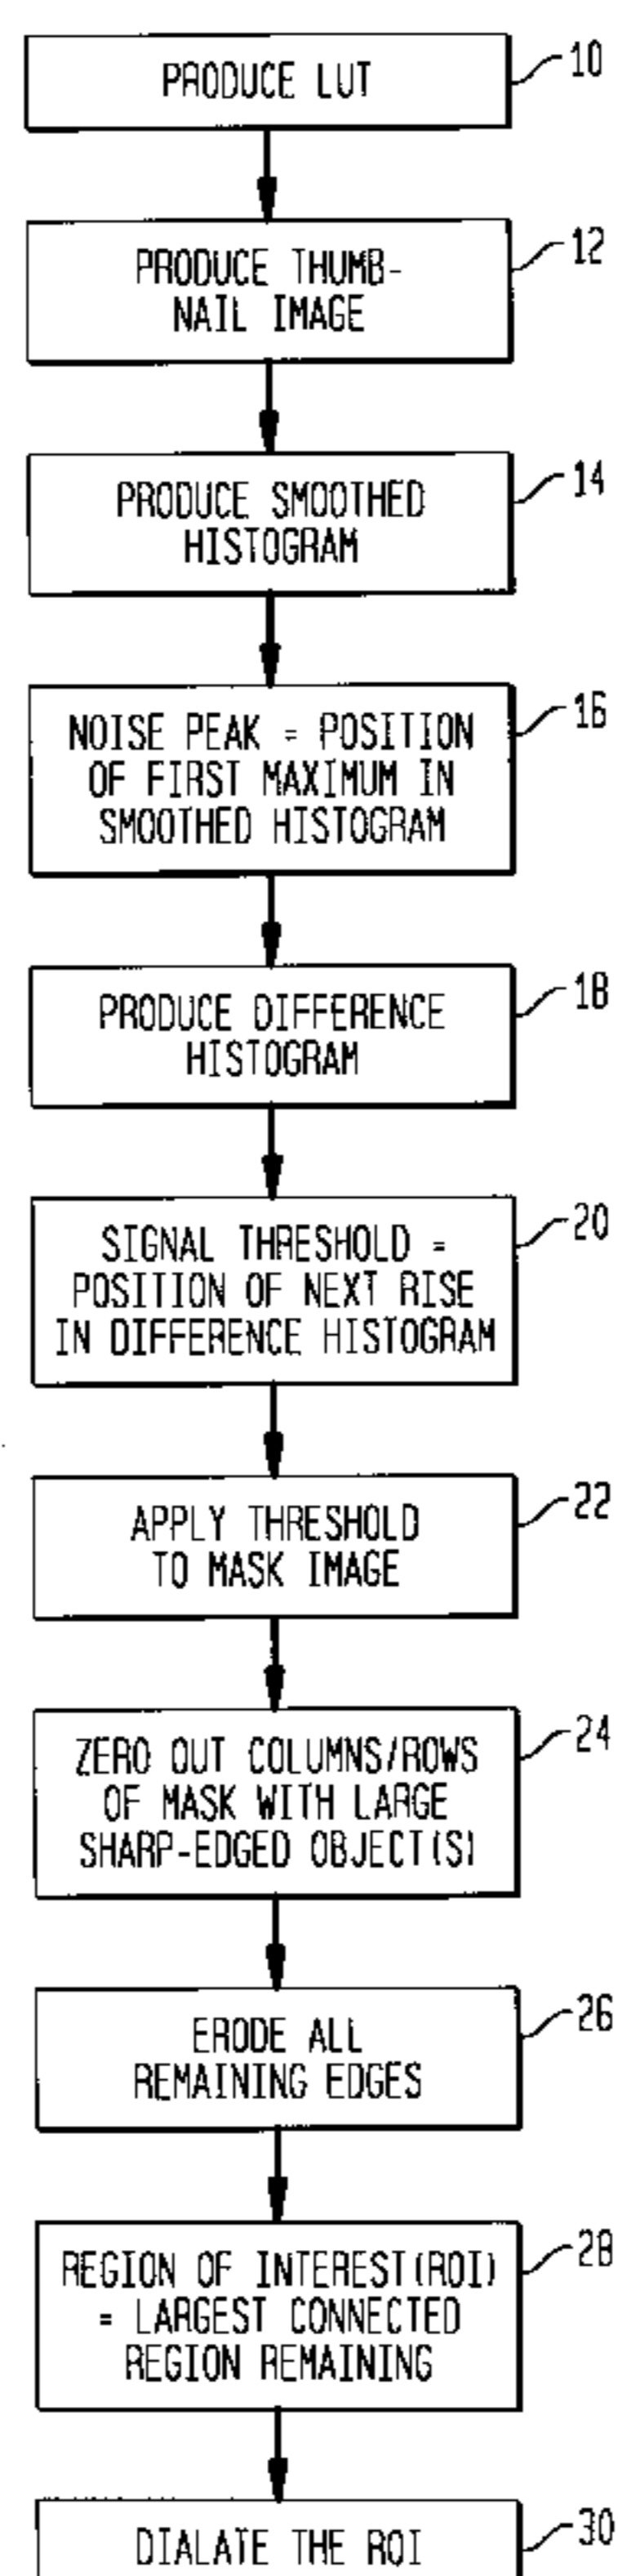 PRODUCE LUT
10
PRODUCE THUMB-
NAIL IMAGE
12
PRODUCE SMOOTHED
HISTOGRAM
14
NOISE PEAK = POSITION
OF FIRST MAXIMUM IN
SMOOTHED HISTOGRAM
16
PRODUCE DIFFERENCE
HISTOGRAM
18
SIGNAL THRESHOLD =
POSITION OF NEXT RISE
IN DIFFERENCE HISTOGRAM
20
APPLY THRESHOLD
TO MASK IMAGE
22
ZERO OUT COLUMNS/ROWS
OF MASK WITH LARGE
SHARP-EDGED OBJECT(S)
24
ERODE ALL
REMAINING EDGES
26
REGION OF INTEREST(ROI)
= LARGEST CONNECTED
REGION REMAINING
28
DIALATE THE ROI
30